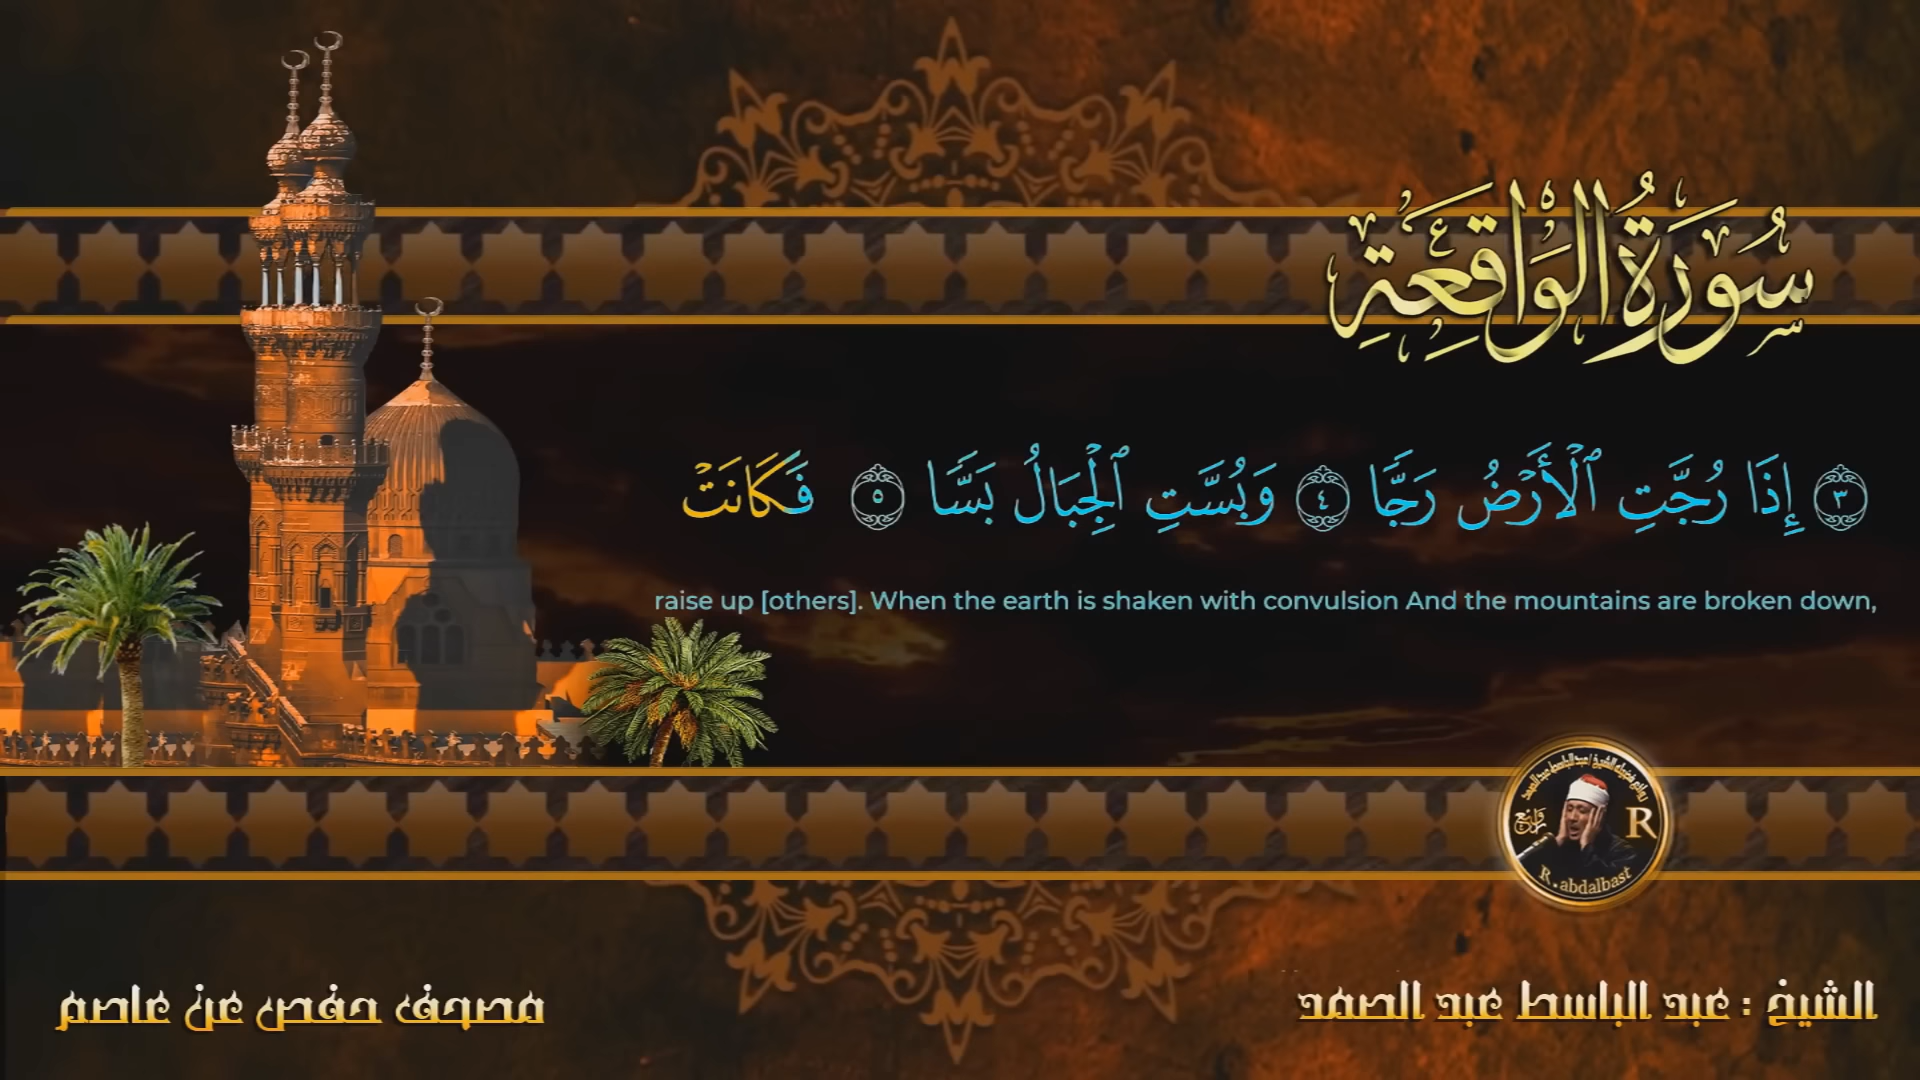 سُورَةُ الْوَاقِعَةِ
٣ إِذَا رُجَّتِ ٱلْأَرْضُ رَجًّا ٤ وَبُسَّتِ ٱلْجِبَالُ بَسًّا ٥ فَكَانَتْ
raise up [others]. When the earth is shaken with convulsion And the mountains are broken down,
R
R.abdalbast
الشيخ : عبد الباسط عبد الصمد
مصحف حفص عن عاصم